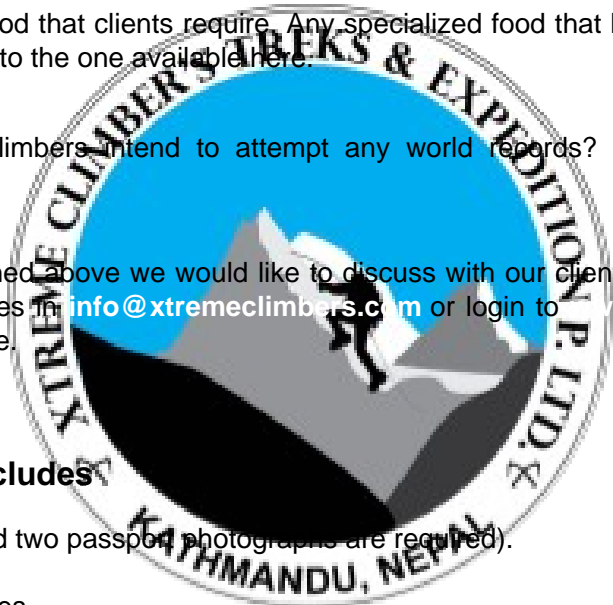 od that clients require. Any specialized food that
to the one available here.
XTREME CLIMBER'S TREKS & EXPEDITION P. LTD.
limbers intend to attempt any world records?
ned above we would like to discuss with our clien
es in info@xtremeclimbers.com or login to
e.
cludes
d two passport photographs are required).
KATHMANDU, NEPAL
es